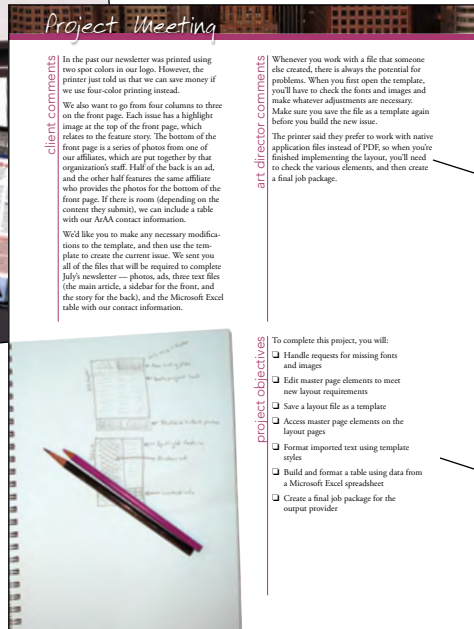 Project Meeting
client comments
In the past our newsletter was printed using
two spot colors in our logo. However, the
printer just told us that we can save money if
we use four-color printing instead.
We also want to go from four columns to three
on the front page. Each issue has a highlight
image at the top of the front page, which
relates to the feature story. The bottom of the
front page is a series of photos from one of
our affiliates, which are put together by that
organization's staff. Half of the back is an ad,
and the other half features the same affiliate
who provides the photos for the bottom of the
front page. If there is room (depending on the
content they submit), we can include a table
with our ArAA contact information.
We'd like you to make any necessary modifica-
tions to the template, and then use the tem-
plate to create the current issue. We sent you
all of the files that will be required to complete
July's newsletter — photos, ads, three text files
(the main article, a sidebar for the front, and
the story for the back), and the Microsoft Excel
table with our contact information.
art director comments
Whenever you work with a file that someone
else created, there is always the potential for
problems. When you first open the template,
you'll have to check the fonts and images and
make whatever adjustments are necessary.
Make sure you save the file as a template again
before you build the new issue.
The printer said they prefer to work with native
application files instead of PDF, so when you're
finished implementing the layout, you'll need
to check the various elements, and then create
a final job package.
project objectives
To complete this project, you will:
❏ Handle requests for missing fonts
and images
❏ Edit master page elements to meet
new layout requirements
❏ Save a layout file as a template
❏ Access master page elements on the
layout pages
❏ Format imported text using template
styles
❏ Build and format a table using data from
a Microsoft Excel spreadsheet
❏ Create a final job package for the
output provider